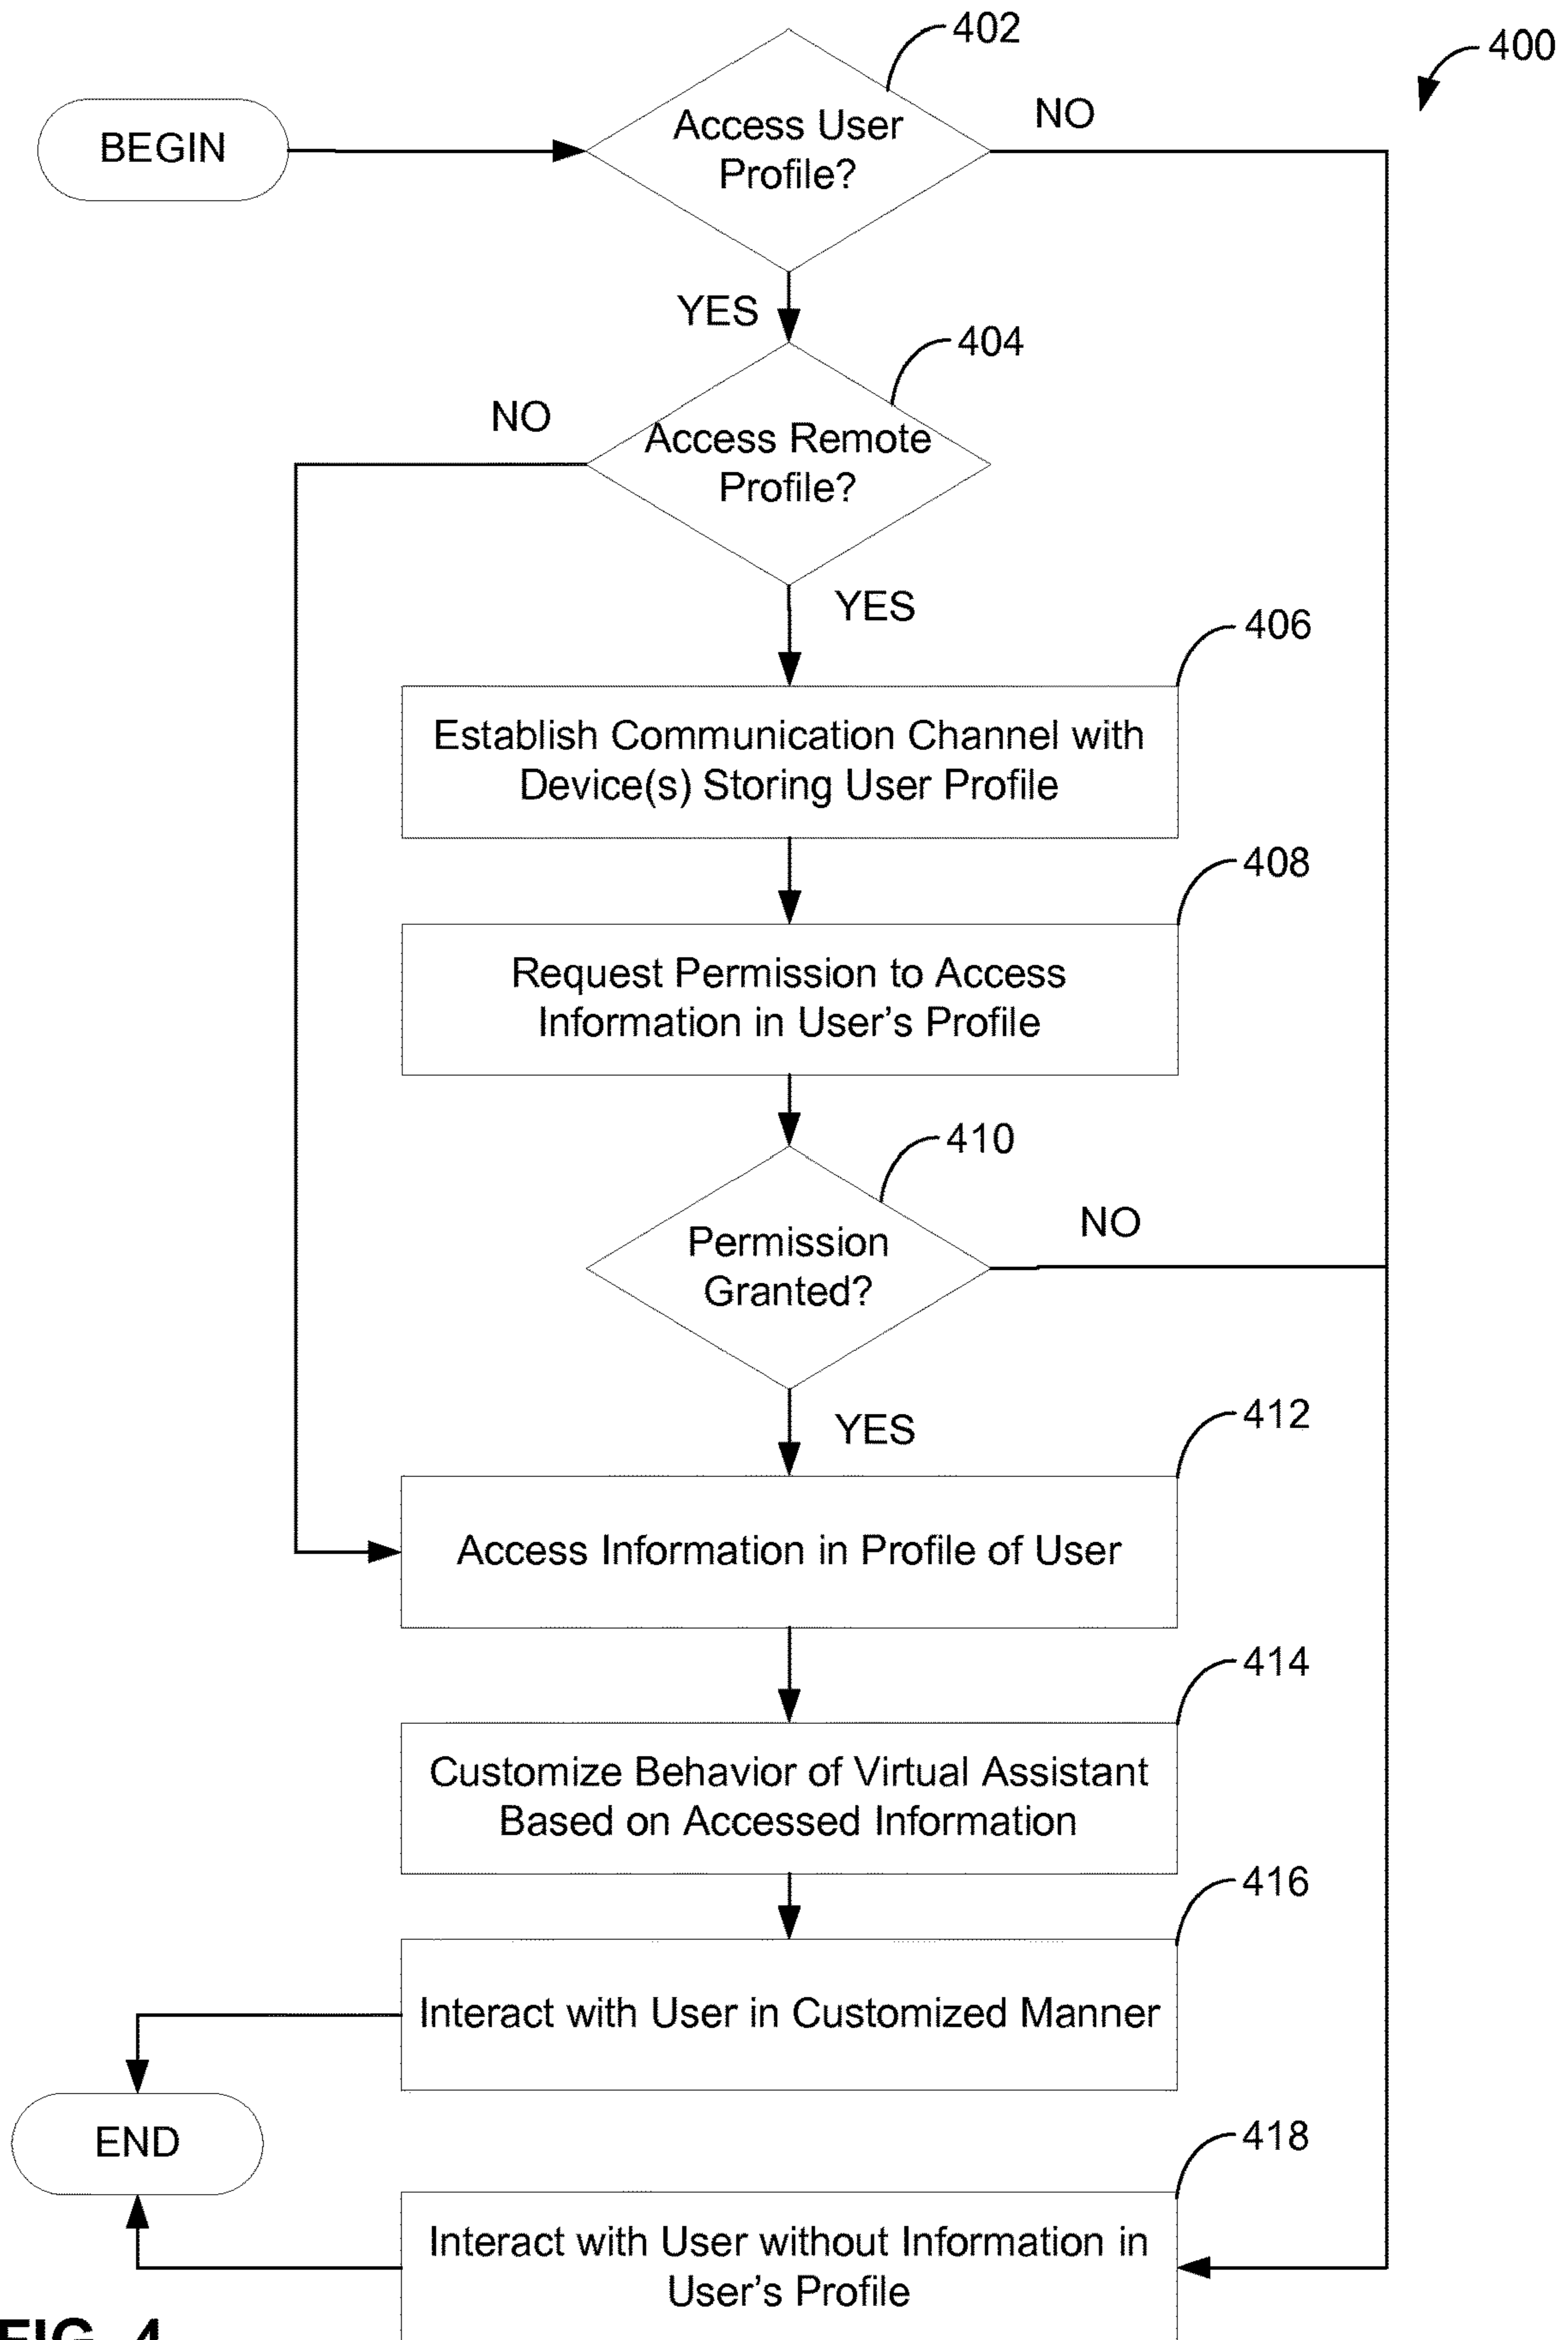 402
400
BEGIN
Access User
Profile?
NO
YES
404
NO
Access Remote
Profile?
YES
406
Establish Communication Channel with
Device(s) Storing User Profile
408
Request Permission to Access
Information in User's Profile
410
Permission
Granted?
NO
YES
412
Access Information in Profile of User
414
Customize Behavior of Virtual Assistant
Based on Accessed Information
416
Interact with User in Customized Manner
END
418
Interact with User without Information in
User's Profile
FIG. 4